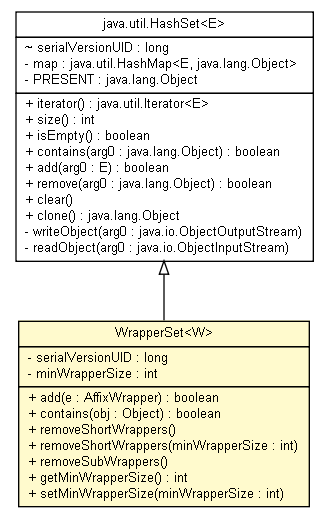 java.util.HashSet<E>
~ serialVersionUID : long
- map : java.util.HashMap<E, java.lang.Object>
- PRESENT : java.lang.Object
+ iterator() : java.util.Iterator<E>
+ size() : int
+ isEmpty() : boolean
+ contains(arg0 : java.lang.Object) : boolean
+ add(arg0 : E) : boolean
+ remove(arg0 : java.lang.Object) : boolean
+ clear()
+ clone() : java.lang.Object
- writeObject(arg0 : java.io.ObjectOutputStream)
- readObject(arg0 : java.io.ObjectInputStream)
WrapperSet<W>
- serialVersionUID : long
- minWrapperSize : int
+ add(e : AffixWrapper) : boolean
+ contains(obj : Object) : boolean
+ removeShortWrappers()
+ removeShortWrappers(minWrapperSize : int)
+ removeSubWrappers()
+ getMinWrapperSize() : int
+ setMinWrapperSize(minWrapperSize : int)